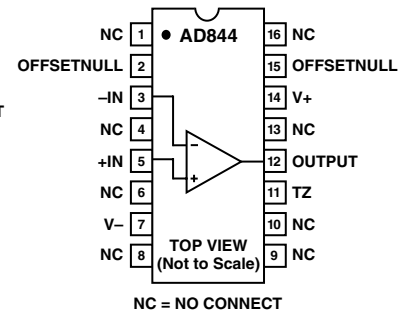 NC 1 AD844 16 NC
OFFSETNULL 2 15 OFFSETNULL
–IN 3 14 V+
NC 4 – 13 NC
+IN 5 + 12 OUTPUT
NC 6 11 TZ
V– 7 10 NC
NC 8 TOP VIEW 9 NC
(Not to Scale)
NC = NO CONNECT